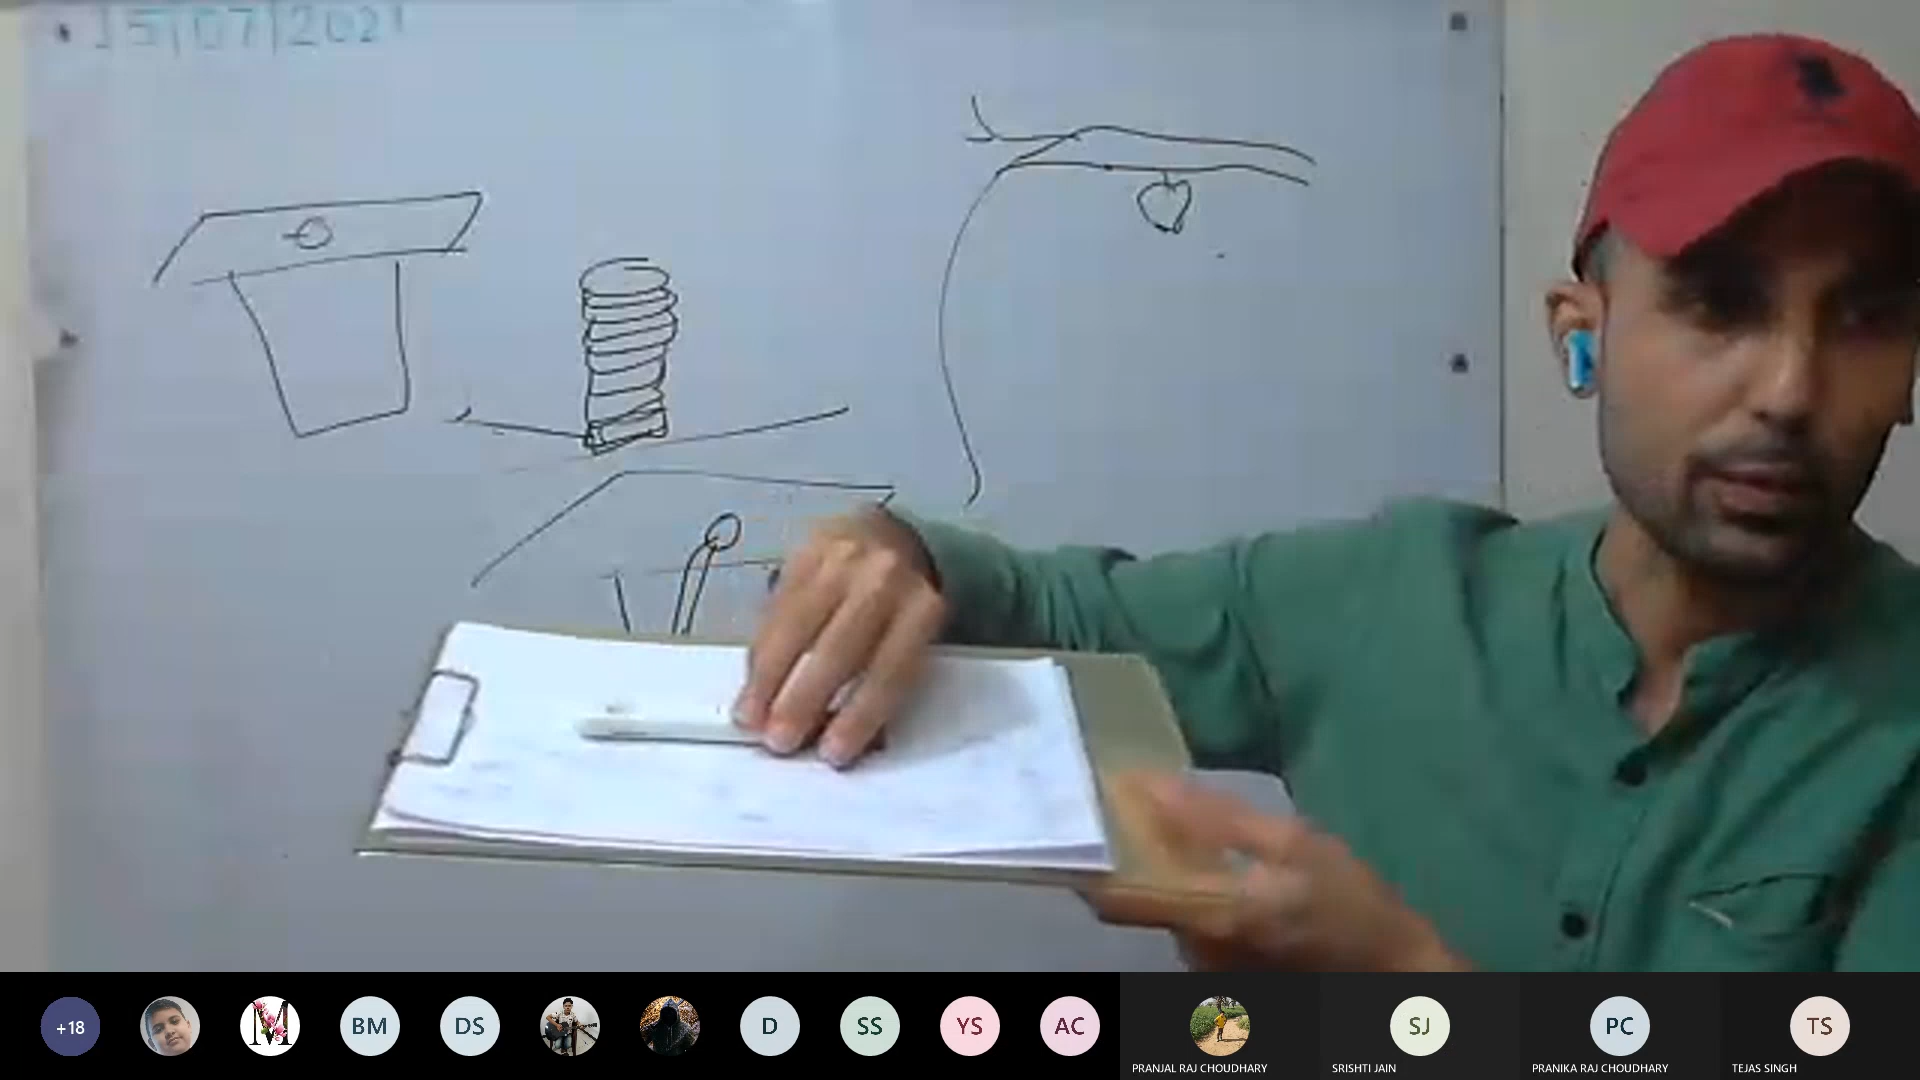 15/07/2021
+18
BM
DS
M
D
SS
YS
AC
SJ
PC
TS
PRANJAL RAJ CHOUDHARY
SRISHTI JAIN
PRANIKA RAJ CHOUDHARY
TEJAS SINGH